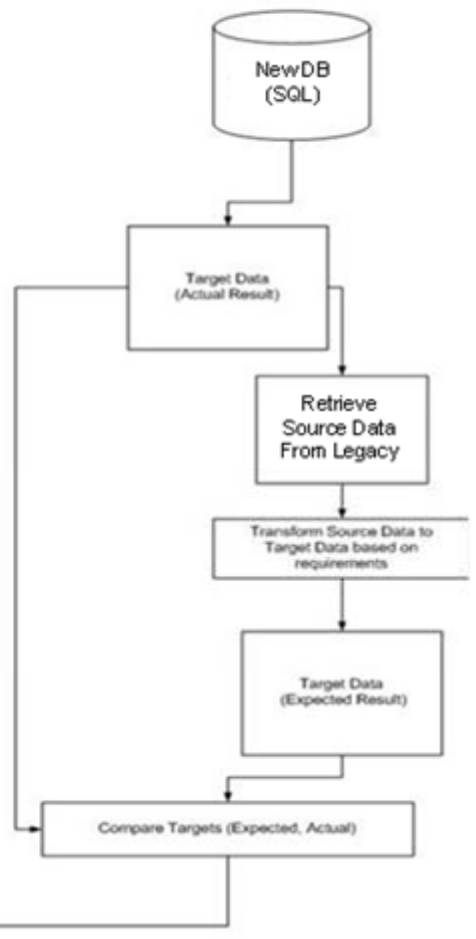 NewDB
(SQL)
Target Data
(Actual Result)
Retrieve
Source Data
From Legacy
Transform Source Data to
Target Data based on
requirements
Target Data
(Expected Result)
Compare Targets (Expected, Actual)